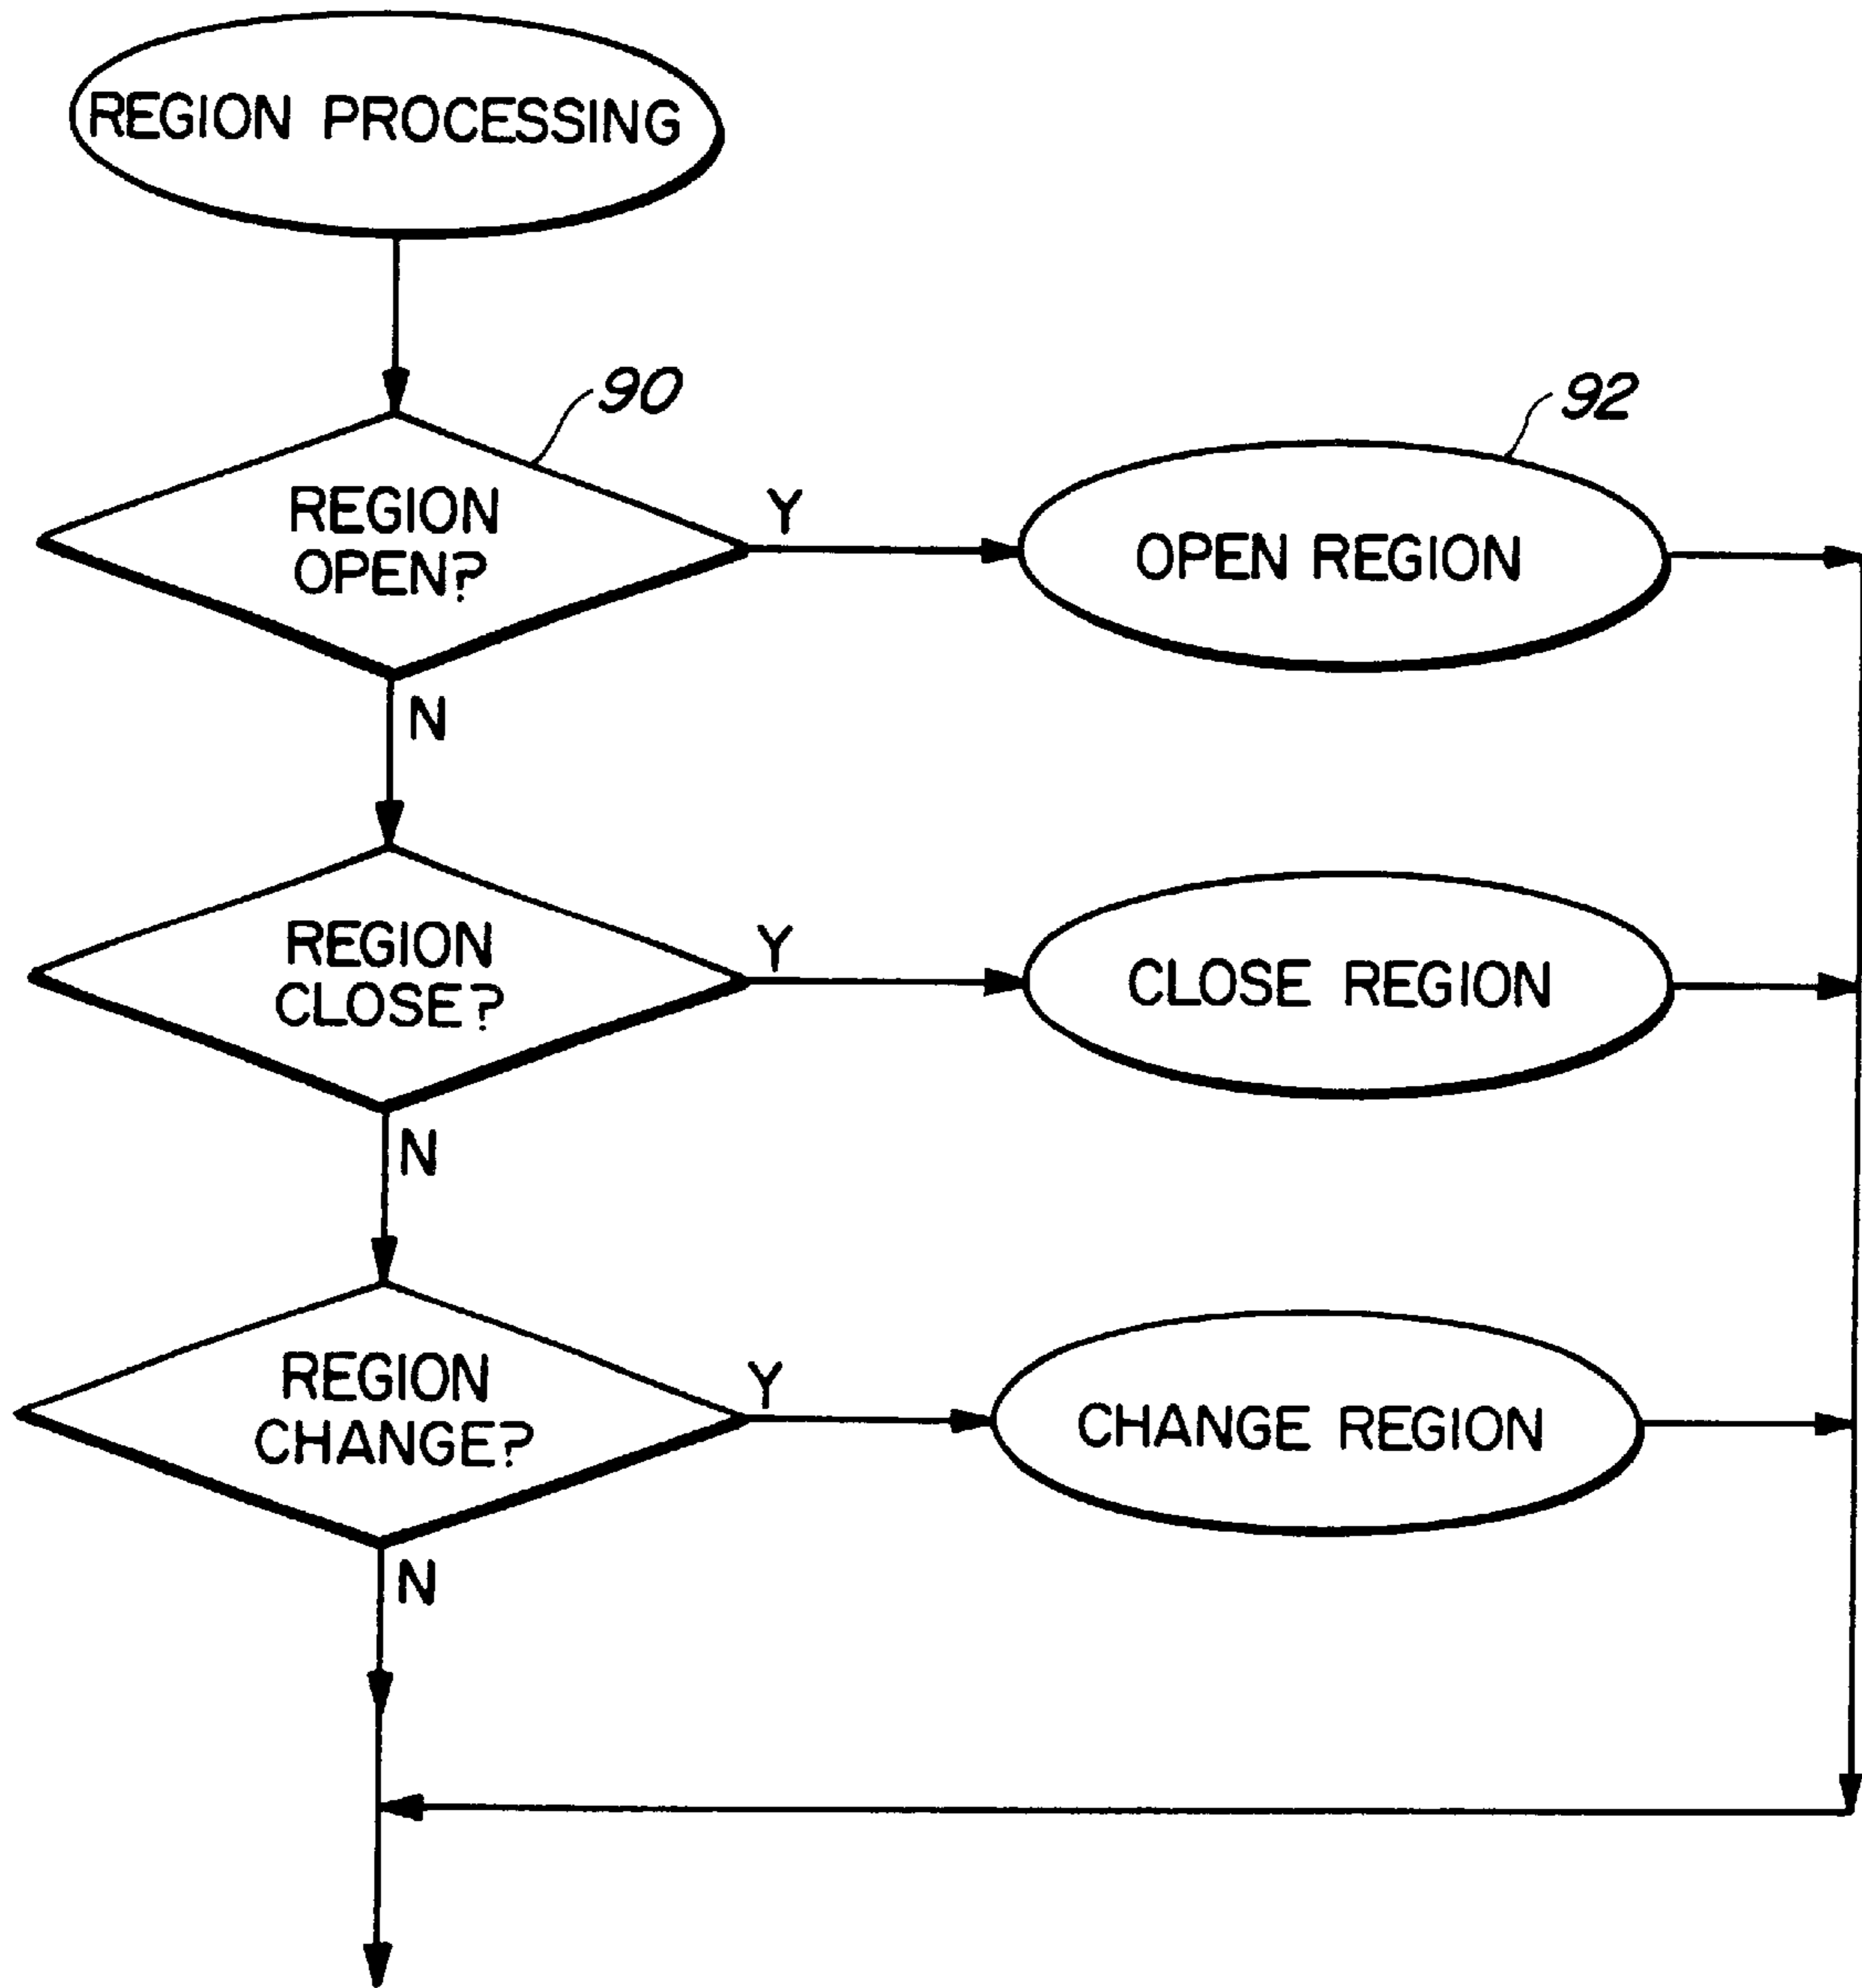 REGION PROCESSING
90
92
REGION
OPEN?
Y
OPEN REGION
N
REGION
CLOSE?
Y
CLOSE REGION
N
REGION
CHANGE?
Y
CHANGE REGION
N